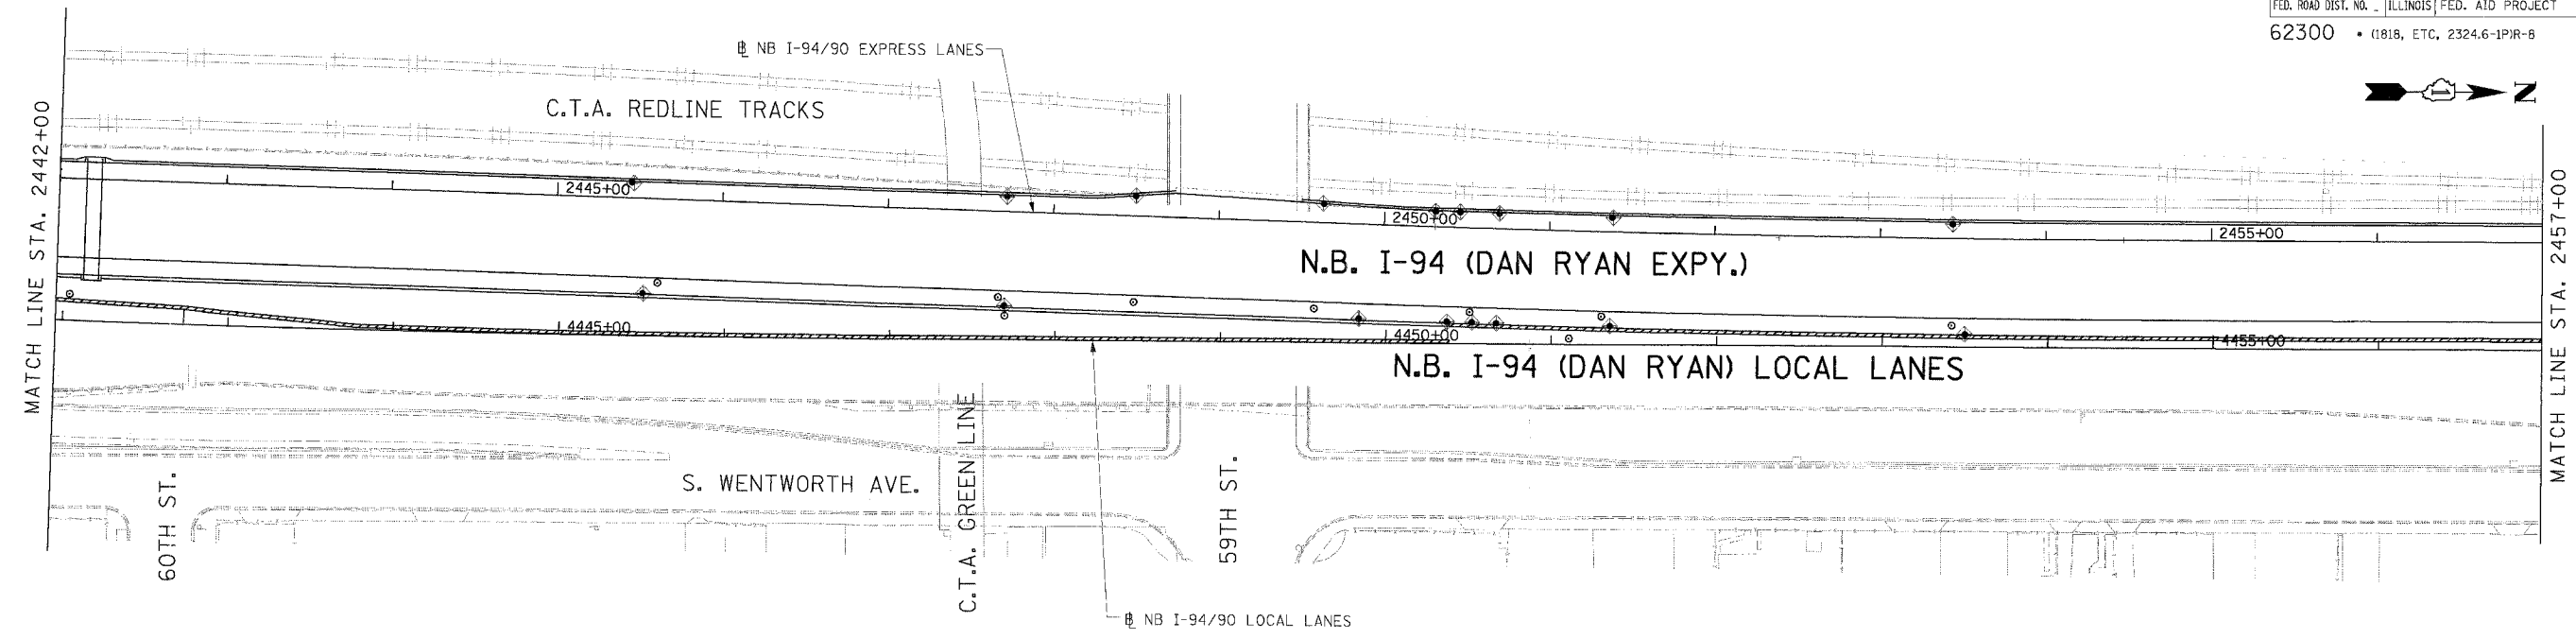 FED. ROAD DIST. NO. _ ILLINOIS FED. AID PROJECT
62300 • (1818, ETC, 2324.6-1P)R-8
N
℄ NB I-94/90 EXPRESS LANES
C.T.A. REDLINE TRACKS
MATCH LINE STA. 2442+00
2445+00
2450+00
2455+00
MATCH LINE STA. 2457+00
N.B. I-94 (DAN RYAN EXPY.)
4445+00
4450+00
4455+00
N.B. I-94 (DAN RYAN) LOCAL LANES
60TH ST.
S. WENTWORTH AVE.
C.T.A. GREEN LINE
59TH ST.
℄ NB I-94/90 LOCAL LANES